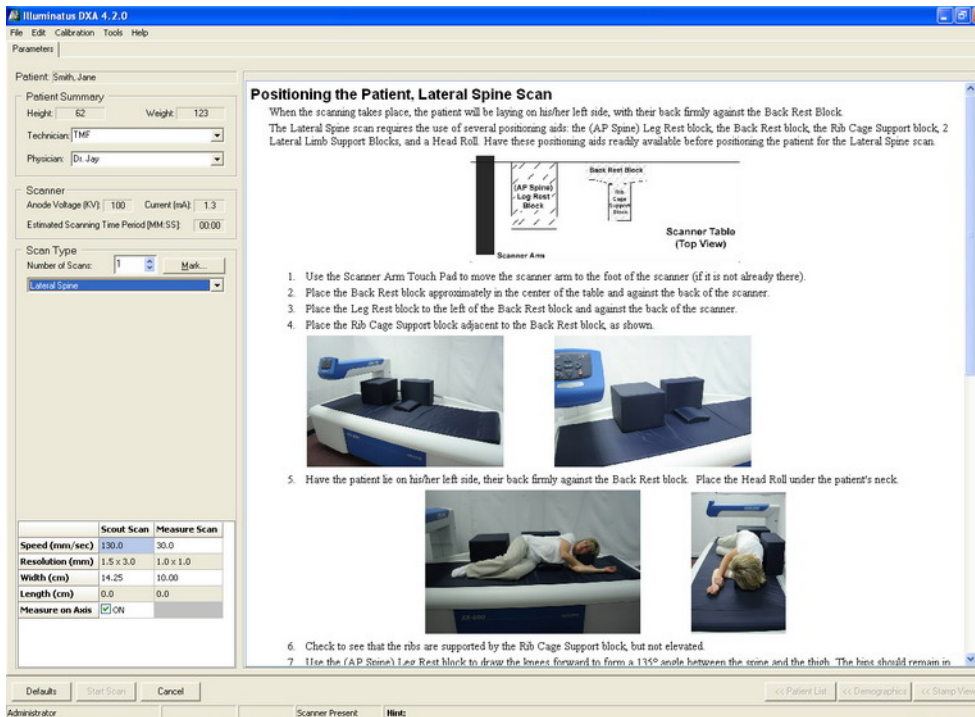 Illuminatus DXA 4.2.0
File Edit Calibration Tools Help
Parameters
Patient: Smith, Jane
Patient Summary
Height: 62 Weight: 123
Technician: TMF
Physician: Dr. Jay
Scanner
Anode Voltage (KV): 100 Current (mA): 1.3
Estimated Scanning Time Period [MM:SS]: 00:00
Scan Type
Number of Scans: 1 Mark...
Lateral Spine
Scout Scan Measure Scan
Speed (mm/sec) 130.0 30.0
Resolution (mm) 1.5 x 3.0 1.0 x 1.0
Width (cm) 14.25 10.00
Length (cm) 0.0 0.0
Measure on Axis ON
Positioning the Patient, Lateral Spine Scan
When the scanning takes place, the patient will be laying on his/her left side, with their back firmly against the Back Rest Block.
The Lateral Spine scan requires the use of several positioning aids: the (AP Spine) Leg Rest block, the Back Rest block, the Rib Cage Support block, 2
Lateral Limb Support Blocks, and a Head Roll. Have these positioning aids readily available before positioning the patient for the Lateral Spine scan.
(AP Spine)
Leg Rest
Block
Back Rest Block
Rib
Cage
Support
Block
Scanner Table
(Top View)
Scanner Arm
1. Use the Scanner Arm Touch Pad to move the scanner arm to the foot of the scanner (if it is not already there).
2. Place the Back Rest block approximately in the center of the table and against the back of the scanner.
3. Place the Leg Rest block to the left of the Back Rest block and against the back of the scanner.
4. Place the Rib Cage Support block adjacent to the Back Rest block, as shown.
5. Have the patient lie on his/her left side, their back firmly against the Back Rest block. Place the Head Roll under the patient's neck.
6. Check to see that the ribs are supported by the Rib Cage Support block, but not elevated.
7. Use the (AP Spine) Leg Rest block to draw the knees forward to form a 135° angle between the spine and the thigh. The hips should remain in
Defaults Start Scan Cancel << Patient List << Demographics << Stamp View
Administrator Scanner Present Hint: